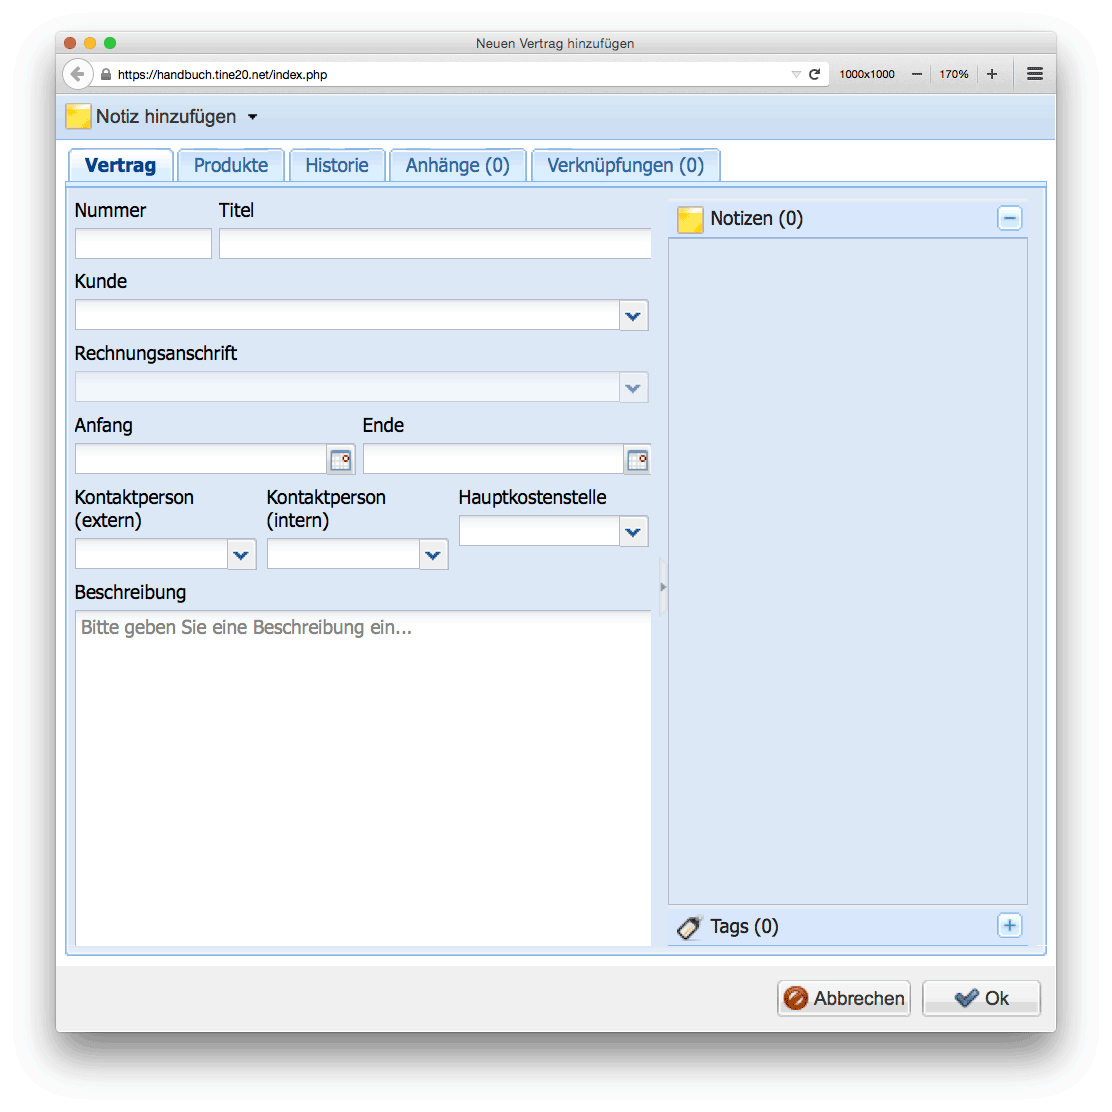 Neuen Vertrag hinzufügen
https://handbuch.tine20.net/index.php
1000x1000
170%
Notiz hinzufügen
Vertrag
Produkte
Historie
Anhänge (0)
Verknüpfungen (0)
Nummer
Titel
Kunde
Rechnungsanschrift
Anfang
Ende
Kontaktperson
(extern)
Kontaktperson
(intern)
Hauptkostenstelle
Beschreibung
Bitte geben Sie eine Beschreibung ein...
Notizen (0)
Tags (0)
Abbrechen
Ok